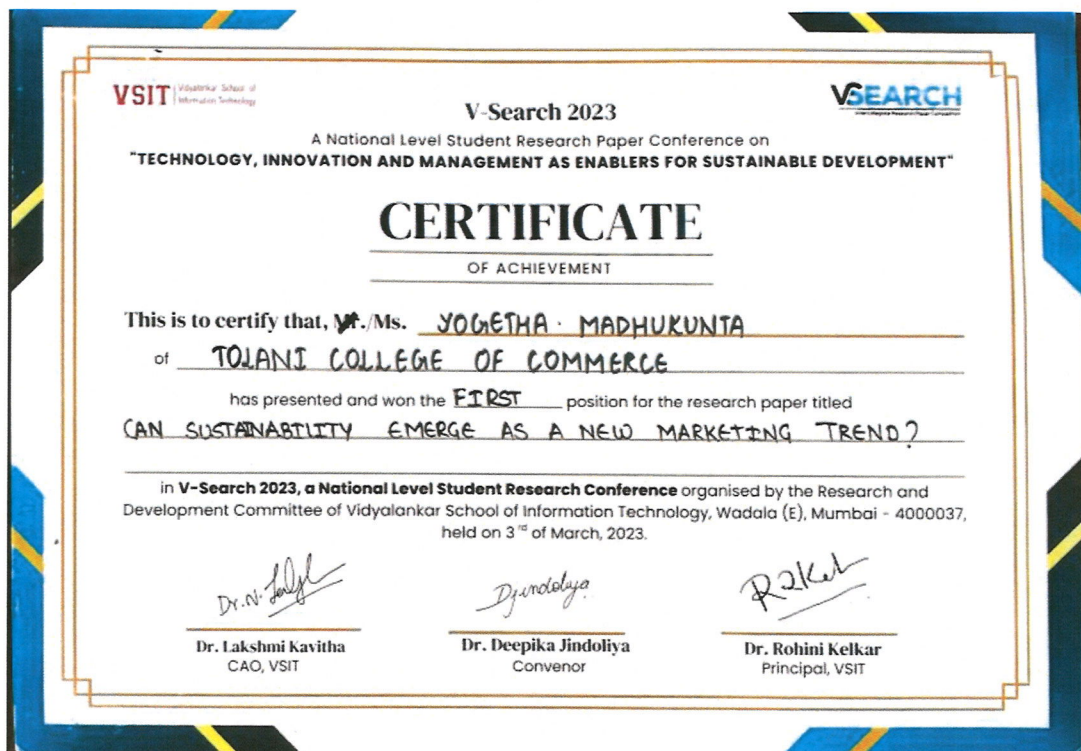 VSIT
Vidyalankar School of
Information Technology
VSEARCH
V-Search 2023
A National Level Student Research Paper Conference on
"TECHNOLOGY, INNOVATION AND MANAGEMENT AS ENABLERS FOR SUSTAINABLE DEVELOPMENT"
CERTIFICATE
OF ACHIEVEMENT
This is to certify that, Mr./Ms. YOGETHA. MADHUKUNTA
of TOLANI COLLEGE OF COMMERCE
has presented and won the FIRST position for the research paper titled
CAN SUSTAINABILITY EMERGE AS A NEW MARKETING TREND?
in V-Search 2023, a National Level Student Research Conference organised by the Research and
Development Committee of Vidyalankar School of Information Technology, Wadala (E), Mumbai - 4000037,
held on 3rd of March, 2023.
Dr. N.
Djindoliya
Dr. Lakshmi Kavitha
CAO, VSIT
Dr. Deepika Jindoliya
Convenor
Dr. Rohini Kelkar
Principal, VSIT